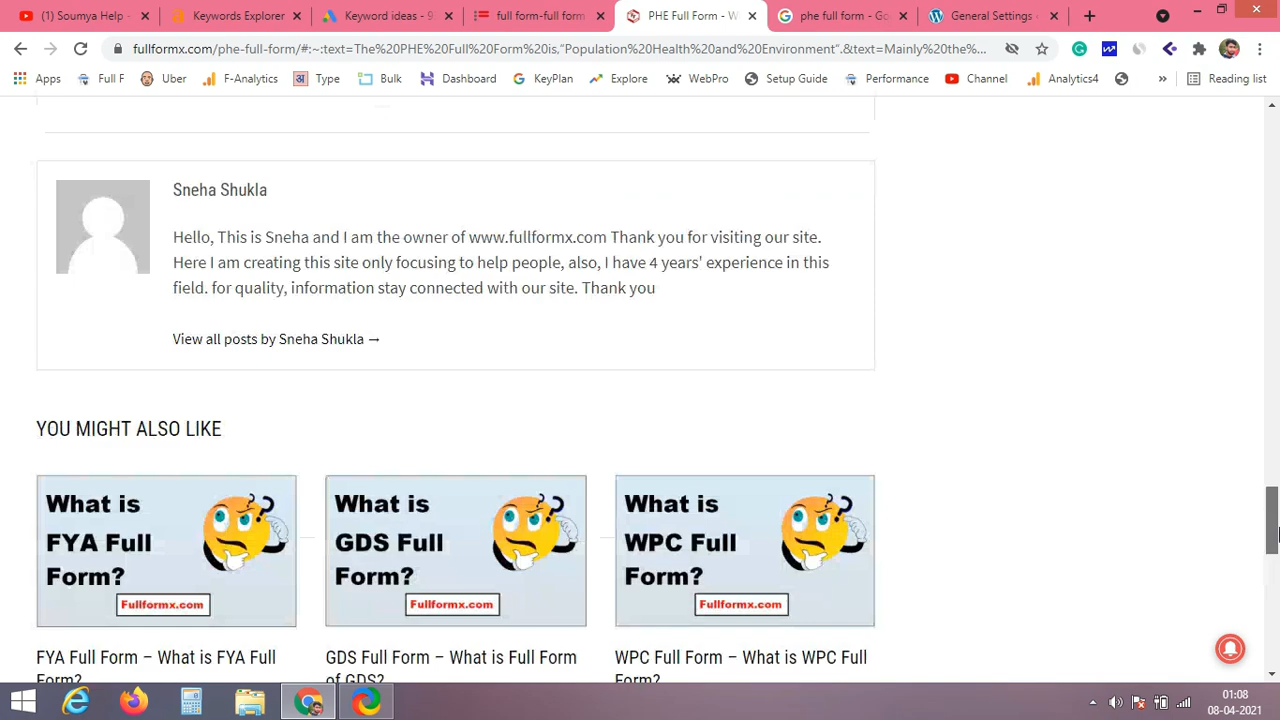 (1) Soumya Help -
Keywords Explorer
Keyword ideas - 9
full form-full form
PHE Full Form - W
phe full form - Go
General Settings
fullformx.com/phe-full-form/#:~:text=The%20PHE%20Full%20Form%20is,"Population%20Health%20and%20Environment".&text=Mainly%20the%...
Apps
Full F
Uber
F-Analytics
Type
Bulk
Dashboard
KeyPlan
Explore
WebPro
Setup Guide
Performance
Channel
Analytics4
»
Reading list
Sneha Shukla
Hello, This is Sneha and I am the owner of www.fullformx.com Thank you for visiting our site.
Here I am creating this site only focusing to help people, also, I have 4 years' experience in this
field. for quality, information stay connected with our site. Thank you
View all posts by Sneha Shukla →
YOU MIGHT ALSO LIKE
What is
FYA Full
Form?
Fullformx.com
What is
GDS Full
Form?
Fullformx.com
What is
WPC Full
Form?
Fullformx.com
FYA Full Form – What is FYA Full
Form?
GDS Full Form – What is Full Form
of GDS?
WPC Full Form – What is WPC Full
Form?
01:08
08-04-2021